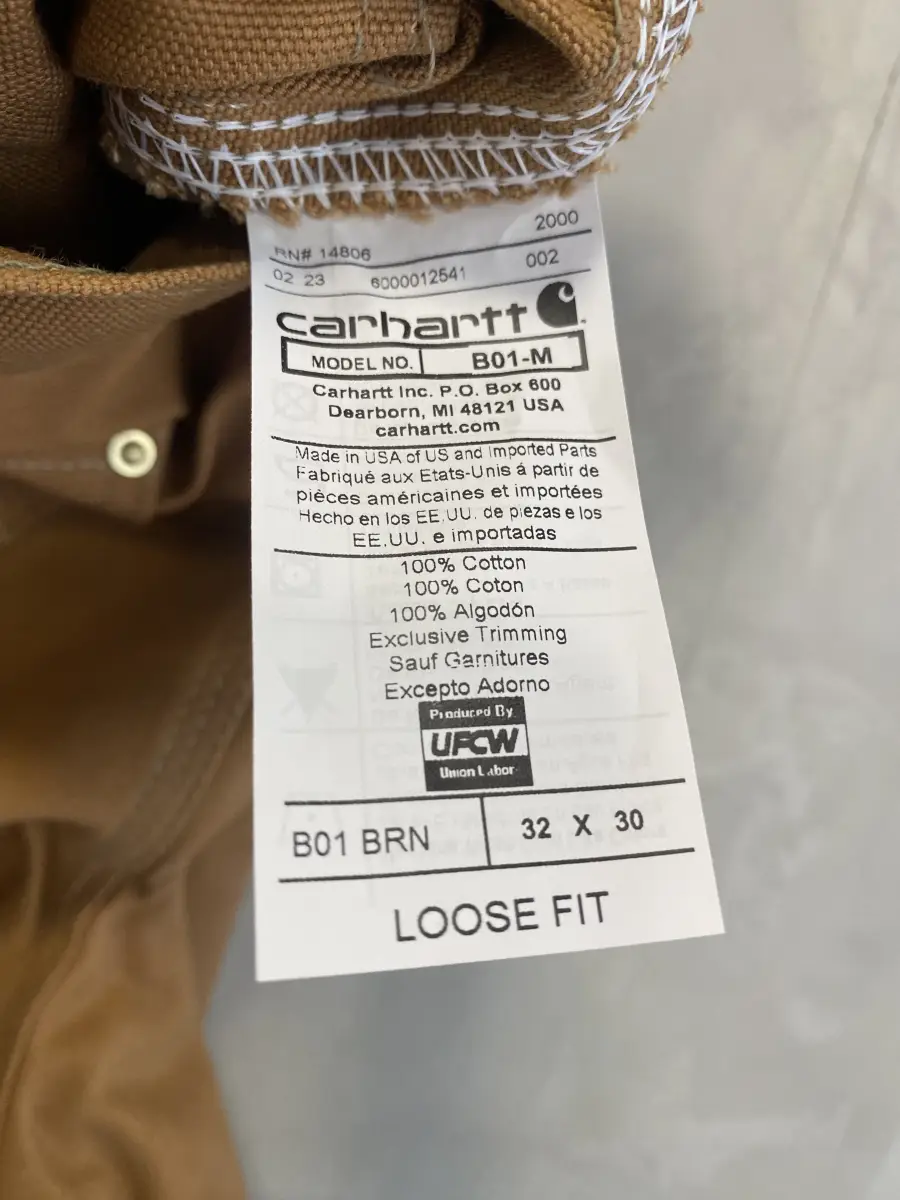 2000
RN# 14806
02 23 6000012541 002
carhartt
MODEL NO. B01-M
Carhartt Inc. P.O. Box 600
Dearborn, MI 48121 USA
carhartt.com
Made in USA of US and Imported Parts
Fabriqué aux Etats-Unis á partir de
pièces américaines et importées
Hecho en los EE.UU. de piezas e los
EE.UU. e importadas
100% Cotton
100% Coton
100% Algodón
Exclusive Trimming
Sauf Garnitures
Excepto Adorno
Produced By
UFCW
Union Labor
B01 BRN 32 X 30
LOOSE FIT